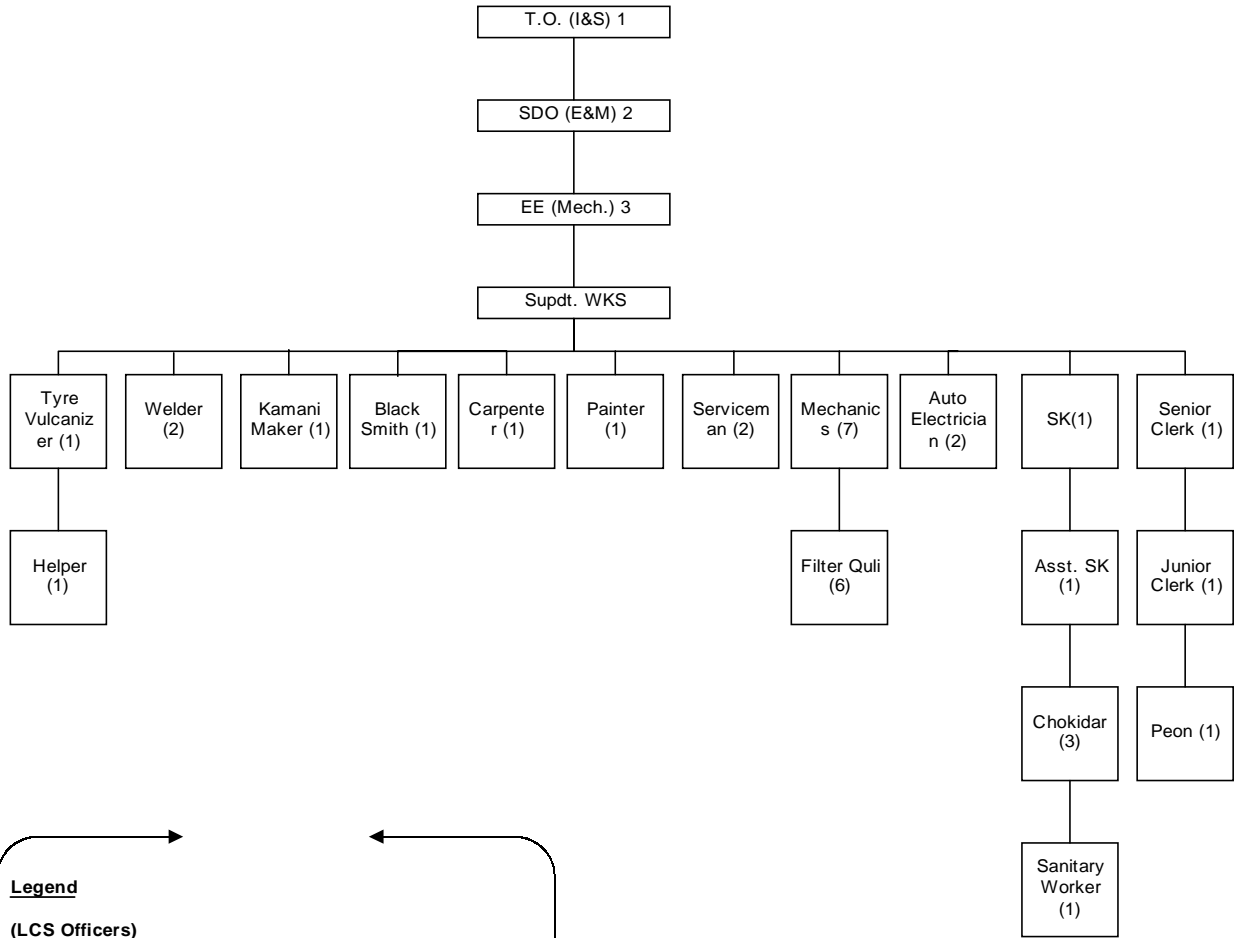 T.O. (I&S) 1
SDO (E&M) 2
EE (Mech.) 3
Supdt. WKS
Tyre
Vulcaniz
er (1)
Welder
(2)
Kamani
Maker (1)
Black
Smith (1)
Carpente
r (1)
Painter
(1)
Servicem
an (2)
Mechanic
s (7)
Auto
Electricia
n (2)
SK(1)
Senior
Clerk (1)
Helper
(1)
Filter Quli
(6)
Asst. SK
(1)
Junior
Clerk (1)
Chokidar
(3)
Peon (1)
Sanitary
Worker
(1)
Legend
(LCS Officers)